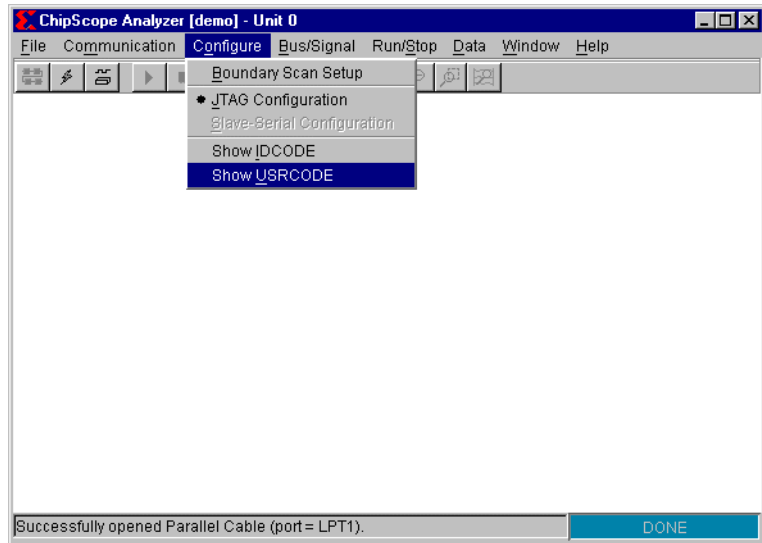 ChipScope Analyzer [demo] - Unit 0
File Communication Configure Bus/Signal Run/Stop Data Window Help
Boundary Scan Setup
JTAG Configuration
Slave-Serial Configuration
Show IDCODE
Show USRCODE
Successfully opened Parallel Cable (port = LPT1).
DONE